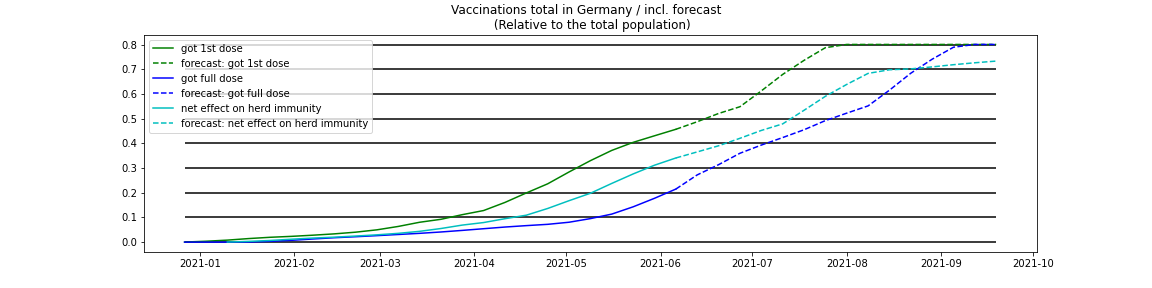 Vaccinations total in Germany / incl. forecast
(Relative to the total population)
got 1st dose
forecast: got 1st dose
got full dose
forecast: got full dose
net effect on herd immunity
forecast: net effect on herd immunity
0.8
0.7
0.6
0.5
0.4
0.3
0.2
0.1
0.0
2021-01 2021-02 2021-03 2021-04 2021-05 2021-06 2021-07 2021-08 2021-09 2021-10